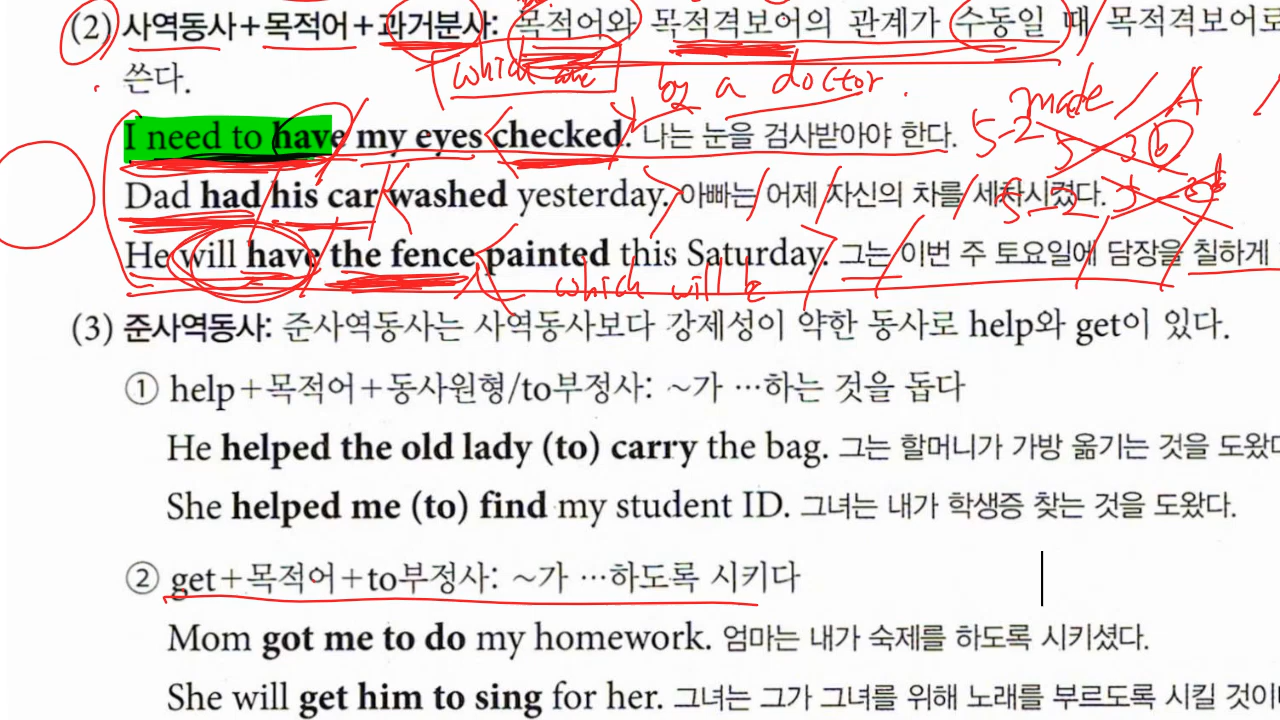 (2) 사역동사+목적어+과거분사: 목적어와 목적격보어의 관계가 수동일 때 목적격보어로
쓴다.
which are
by a doctor.
made / A
I need to have my eyes checked. 나는 눈을 검사받아야 한다.
5-2
3 3 b
Dad had his car washed yesterday. 아빠는 어제 자신의 차를 세차시켰다.
5-2
He will have the fence painted this Saturday. 그는 이번 주 토요일에 담장을 칠하게
which will be
(3) 준사역동사: 준사역동사는 사역동사보다 강제성이 약한 동사로 help와 get이 있다.
① help+목적어+동사원형/to부정사: ~가 …하는 것을 돕다
He helped the old lady (to) carry the bag. 그는 할머니가 가방 옮기는 것을 도왔다
She helped me (to) find my student ID. 그녀는 내가 학생증 찾는 것을 도왔다.
② get+목적어+to부정사: ~가 …하도록 시키다
Mom got me to do my homework. 엄마는 내가 숙제를 하도록 시키셨다.
She will get him to sing for her. 그녀는 그가 그녀를 위해 노래를 부르도록 시킬 것이